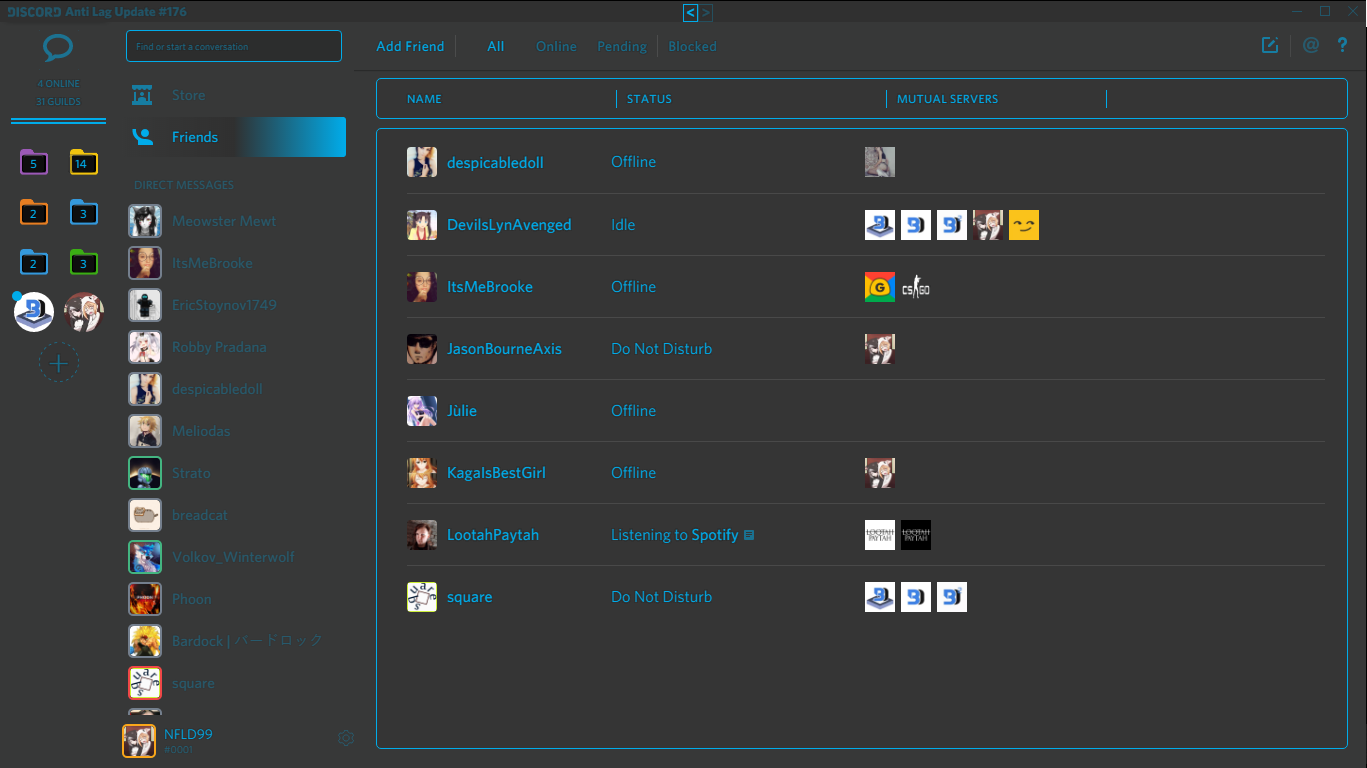 DISCORD Anti Lag Update #176
< >
Find or start a conversation
Add Friend All Online Pending Blocked @ ?
4 ONLINE
31 GUILDS
Store
Friends
5 14
2 3
2 3
DIRECT MESSAGES
Meowster Mewt
ItsMeBrooke
EricStoynov1749
Robby Pradana
despicabledoll
Meliodas
Strato
breadcat
Volkov_Winterwolf
Phoon
Bardock | バードロック
square
NFLD99
#0001
NAME STATUS MUTUAL SERVERS
despicabledoll Offline
DevilsLynAvenged Idle
ItsMeBrooke Offline G CS GO
JasonBourneAxis Do Not Disturb
Jùlie Offline
KagaIsBestGirl Offline
LootahPaytah Listening to Spotify LOOTAH PAYTAH LOOTAH PAYTAH
square Do Not Disturb